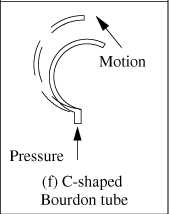 Motion
Pressure
(f) C-shaped
Bourdon tube